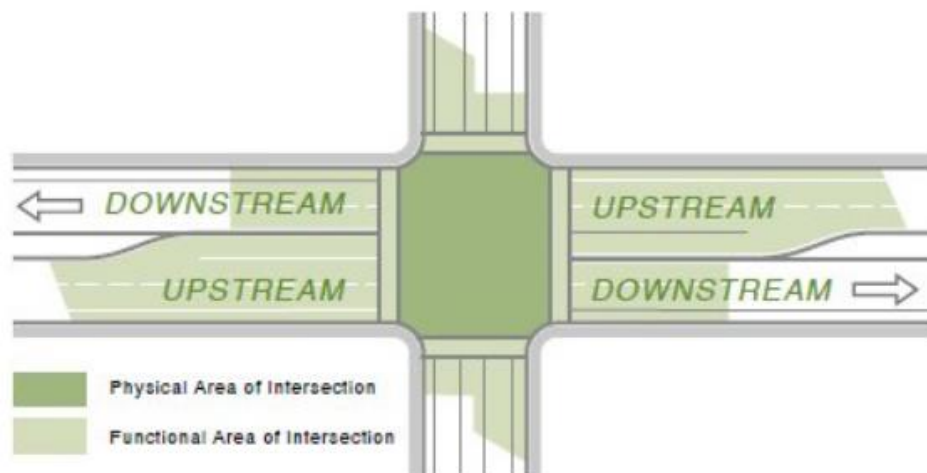 DOWNSTREAM
UPSTREAM
UPSTREAM
DOWNSTREAM
Physical Area of Intersection
Functional Area of Intersection